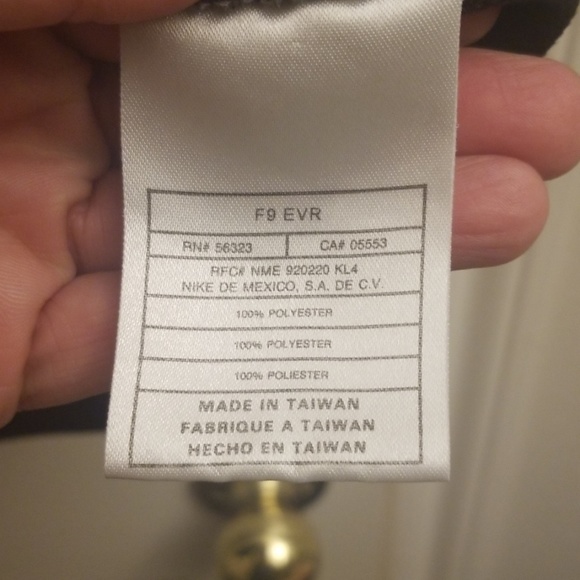 F9 EVR
RN# 56323 CA# 05553
RFC# NME 920220 KL4
NIKE DE MEXICO, S.A. DE C.V.
100% POLYESTER
100% POLYESTER
100% POLIESTER
MADE IN TAIWAN
FABRIQUE A TAIWAN
HECHO EN TAIWAN